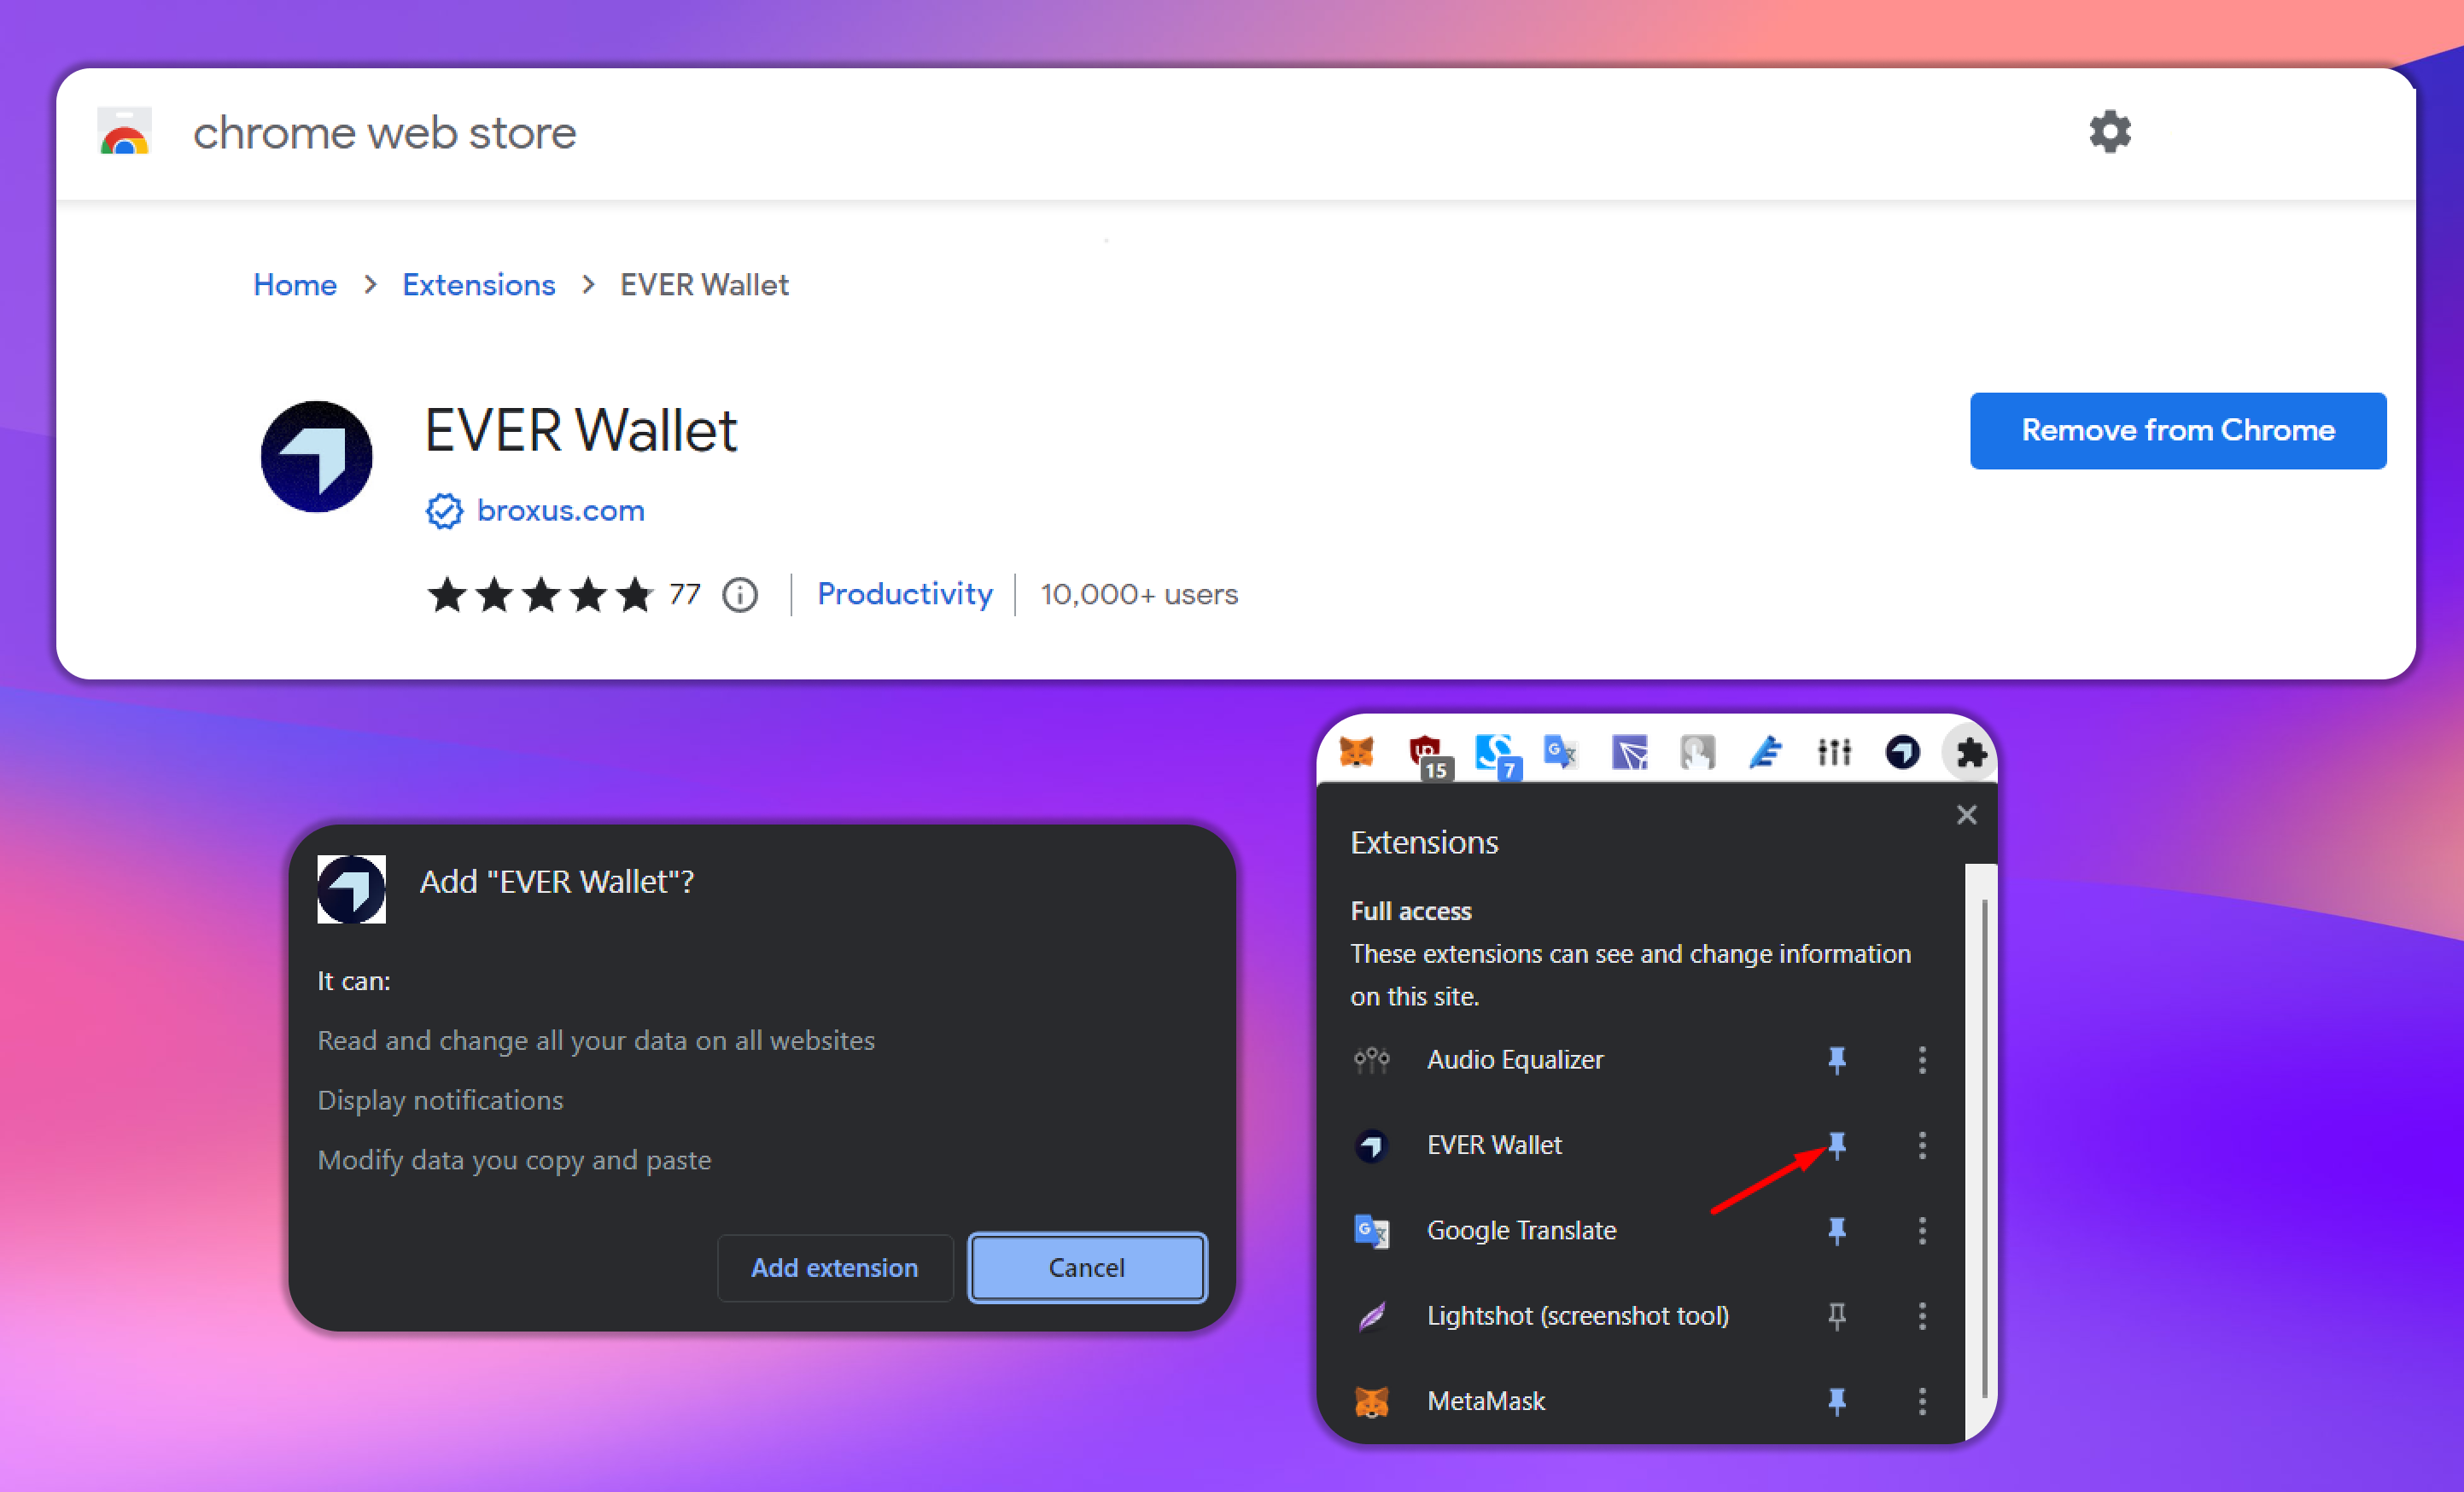 chrome web store
Home > Extensions > EVER Wallet
EVER Wallet
Remove from Chrome
broxus.com
77
Productivity
10,000+ users
15
7
Add "EVER Wallet"?
It can:
Read and change all your data on all websites
Display notifications
Modify data you copy and paste
Add extension
Cancel
Extensions
Full access
These extensions can see and change information
on this site.
Audio Equalizer
EVER Wallet
Google Translate
Lightshot (screenshot tool)
MetaMask